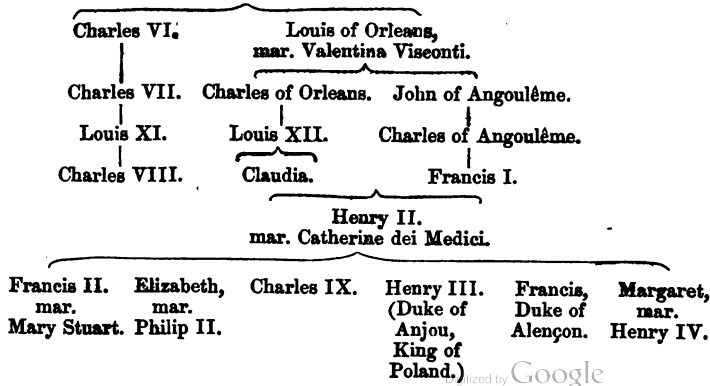 Charles VI.
Louis of Orleans,
mar. Valentina Visconti.
Charles VII.
Charles of Orleans.
John of Angoulême.
Louis XI.
Louis XII.
Charles of Angoulême.
Charles VIII.
Claudia.
Francis I.
Henry II.
mar. Catherine dei Medici.
Francis II.
mar.
Mary Stuart.
Elizabeth,
mar.
Philip II.
Charles IX.
Henry III.
(Duke of
Anjou,
King of
Poland.)
Francis,
Duke of
Alençon.
Margaret,
mar.
Henry IV.
Digitized by Google